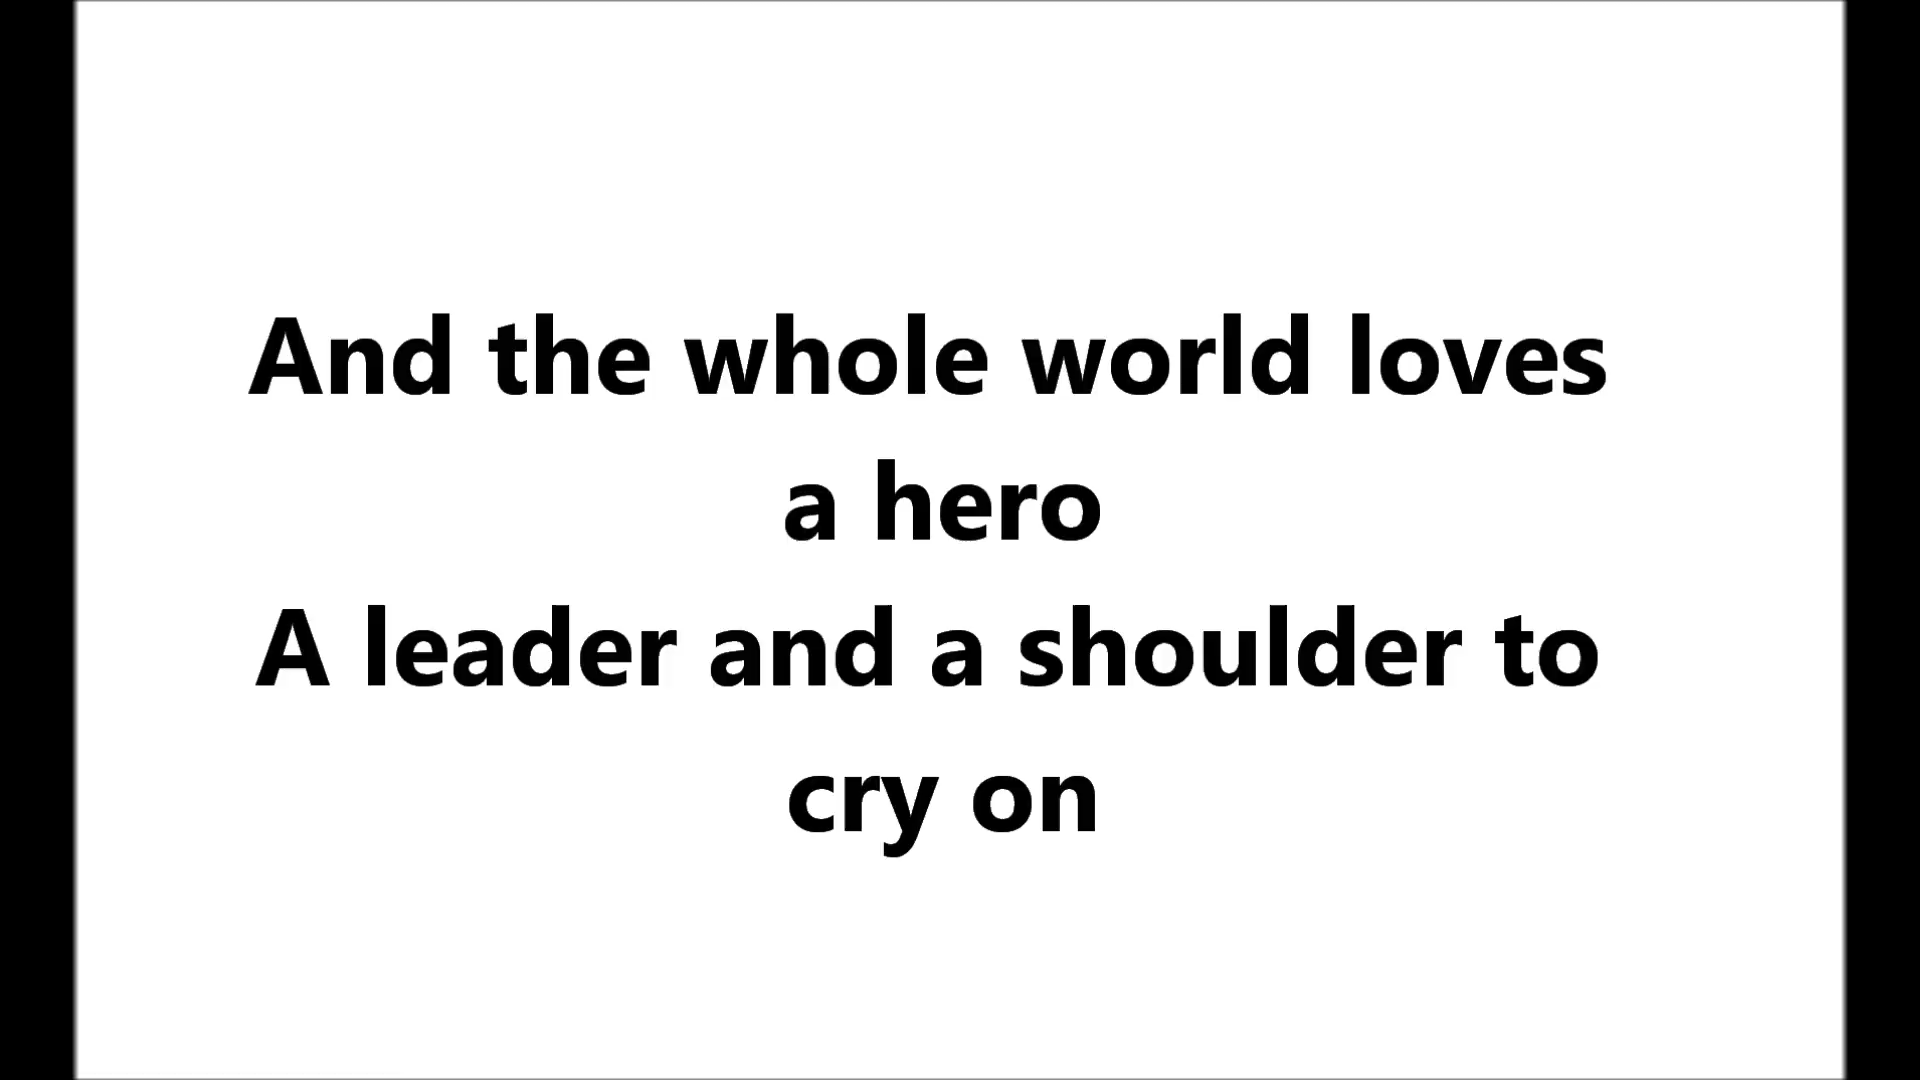 And the whole world loves
a hero
A leader and a shoulder to
cry on